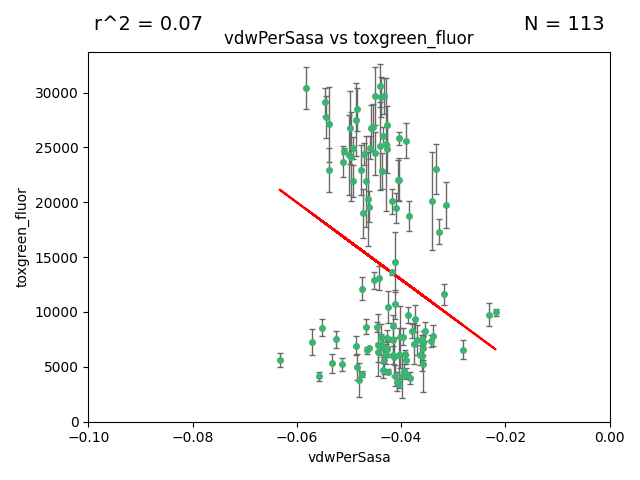 r^2 = 0.07
N = 113
vdwPerSasa vs toxgreen_fluor
toxgreen_fluor
30000
25000
20000
15000
10000
5000
0
−0.10
−0.08
−0.06
−0.04
−0.02
0.00
vdwPerSasa